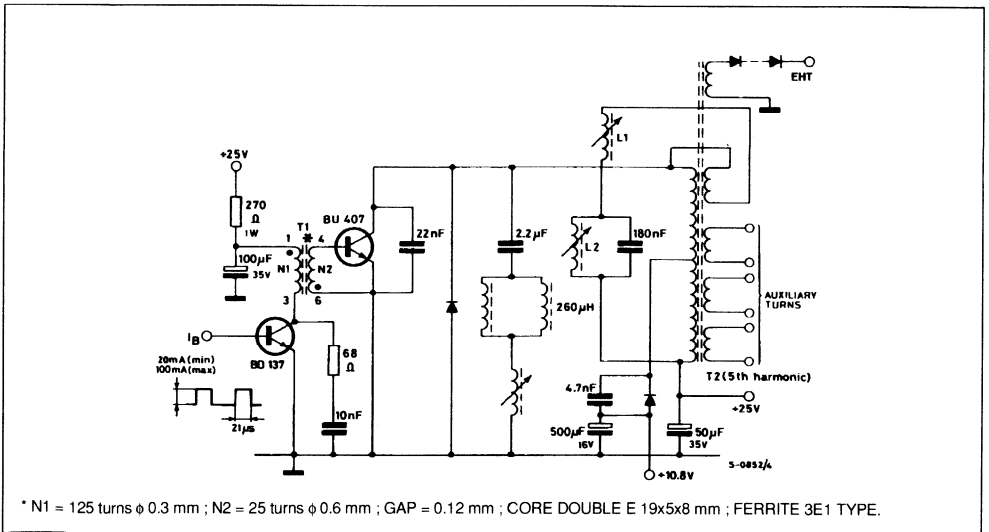 EHT
L1
+25V
270
Ω
1W
T1
*
BU 407
1
4
22nF
2.2µF
L2
180nF
100µF
35V
N1
N2
3
6
260µH
AUXILIARY
TURNS
IB
BD 137
68
Ω
20mA(min)
100mA(max)
21µs
10nF
T2(5th harmonic)
4.7nF
+25V
500µF
16V
50µF
35V
S-0852/4
+10.8V
* N1 = 125 turns ϕ 0.3 mm ; N2 = 25 turns ϕ 0.6 mm ; GAP = 0.12 mm ; CORE DOUBLE E 19x5x8 mm ; FERRITE 3E1 TYPE.